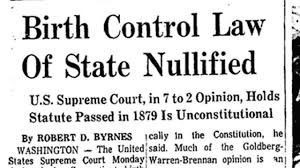 Birth Control Law
Of State Nullified
U.S. Supreme Court, in 7 to 2 Opinion, Holds
Statute Passed in 1879 Is Unconstitutional
By ROBERT D. BYRNES
WASHINGTON — The United
States Supreme Court Monday
cally in the Constitution, he
said. Much of the Goldberg-
Warren-Brennan opinion is an